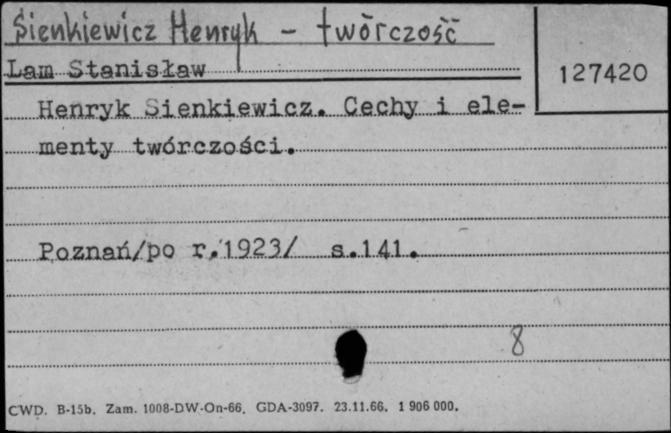 Sienkiewicz Henryk - twórczość
Lam Stanisław
127420
Henryk Sienkiewicz. Cechy i ele-
menty twórczości.
Poznań/po r.1923/ s.141.
8
CWD. B-15b. Zam. 1008-DW-On-66. GDA-3097. 23.11.66. 1 906 000.